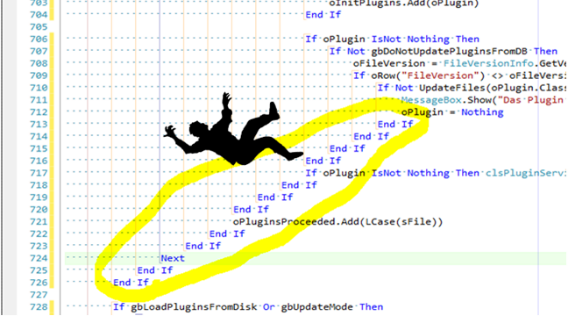 703 oInitPlugins.Add(oPlugin)
704 End If
705
706 If oPlugin IsNot Nothing Then
707 If Not gbDoNotUpdatePluginsFromDB Then
708 oFileVersion = FileVersionInfo.GetVe
709 If oRow("FileVersion") <> oFileVersi
710 If Not UpdateFiles(oPlugin.Class
711 MessageBox.Show("Das Plugin
712 oPlugin = Nothing
713 End If
714 End If
715 End If
716 End If
717 If oPlugin IsNot Nothing Then clsPluginServi
718 End If
719 End If
720 End If
721 oPluginsProceeded.Add(LCase(sFile))
722 End If
723 End If
724 Next
725 End If
726 End If
727
728 If gbLoadPluginsFromDisk Or gbUpdateMode Then